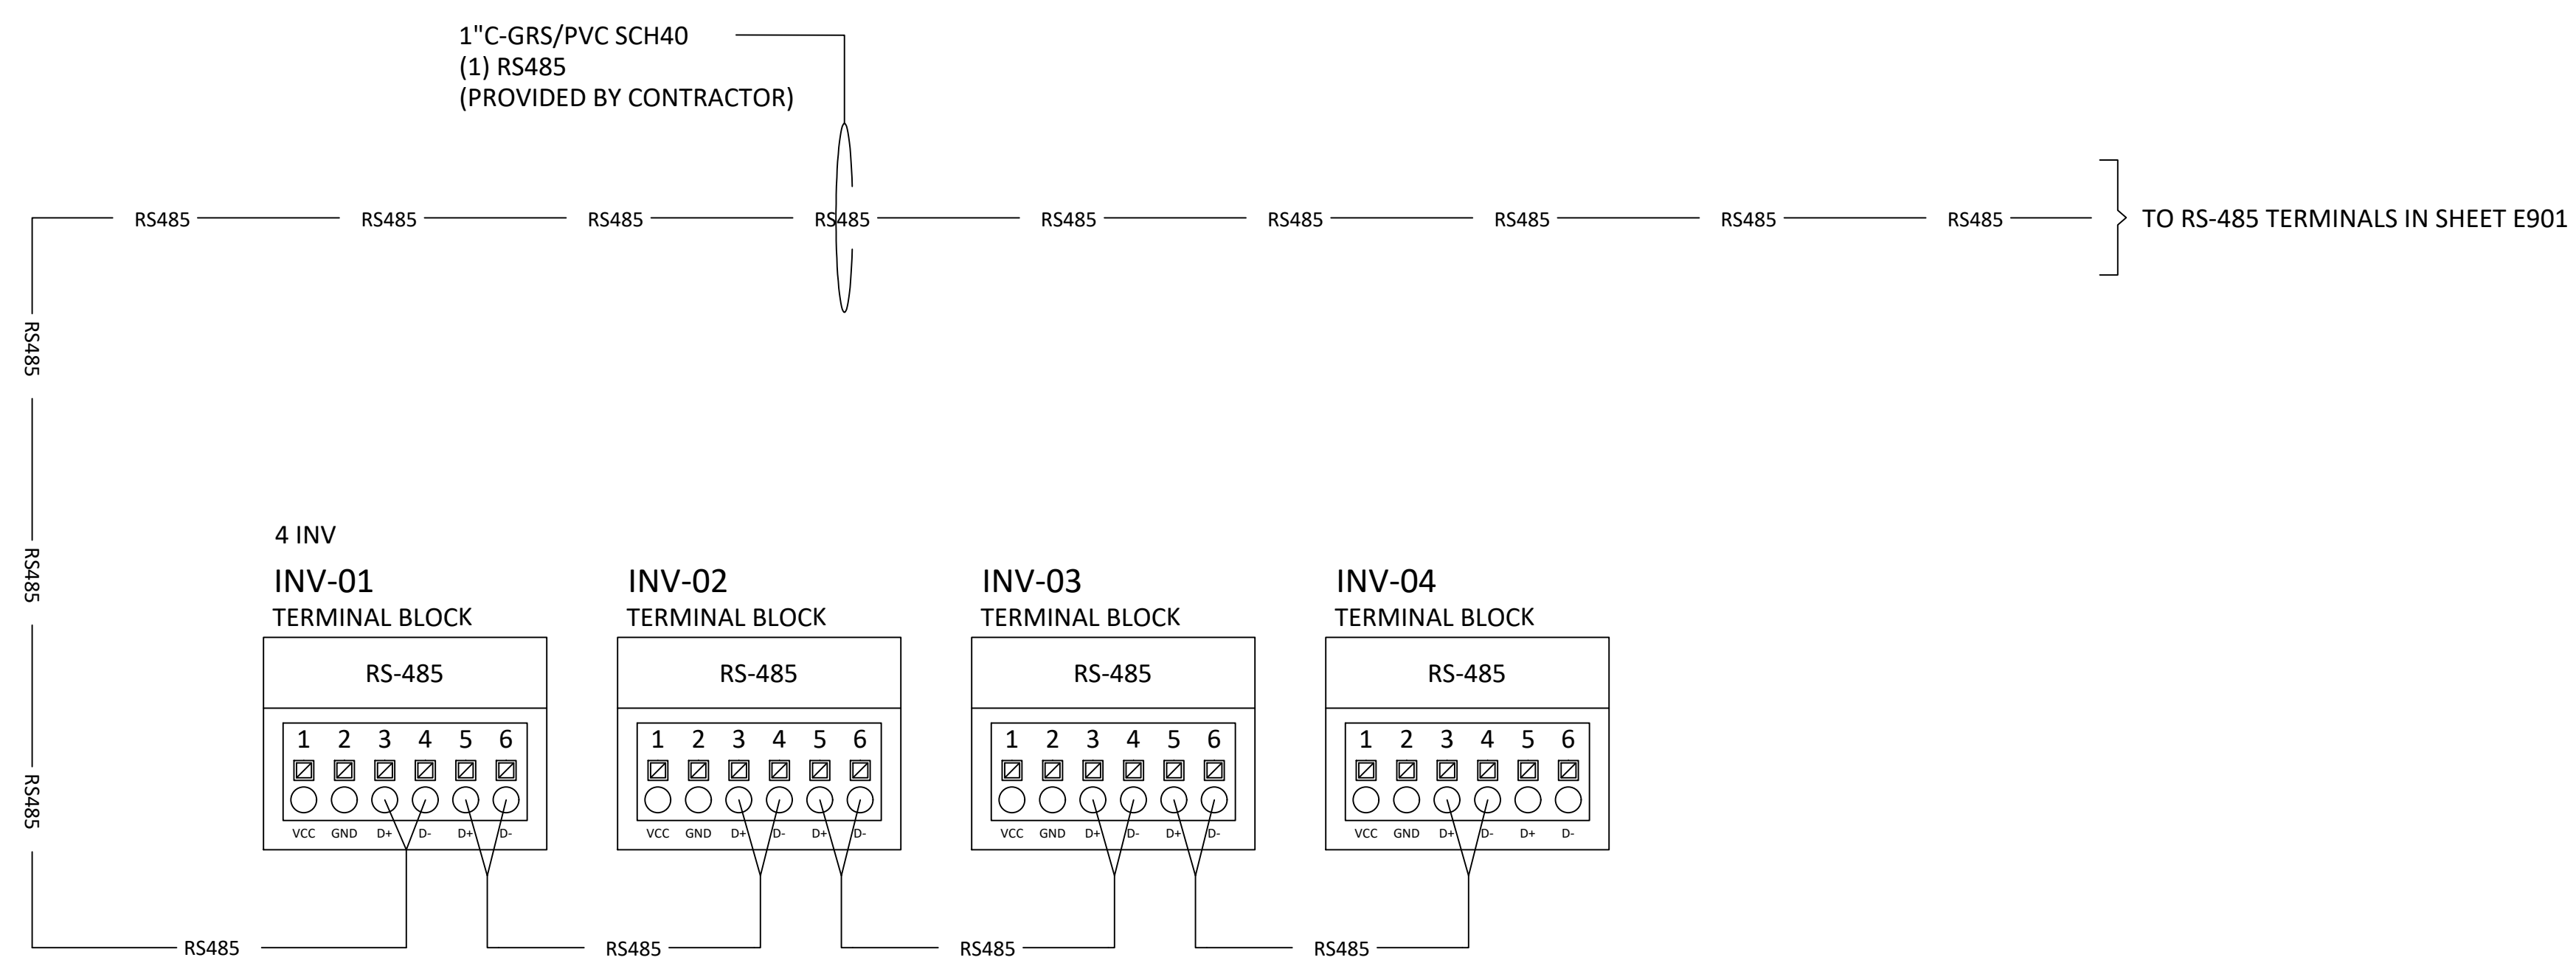 1"C-GRS/PVC SCH40
(1) RS485
(PROVIDED BY CONTRACTOR)
RS485 RS485 RS485 RS485 RS485 RS485 RS485 RS485 RS485
TO RS-485 TERMINALS IN SHEET E901
RS485
RS485
RS485
4 INV
INV-01 INV-02 INV-03 INV-04
TERMINAL BLOCK TERMINAL BLOCK TERMINAL BLOCK TERMINAL BLOCK
RS-485 RS-485 RS-485 RS-485
1 2 3 4 5 6 1 2 3 4 5 6 1 2 3 4 5 6 1 2 3 4 5 6
VCC GND D+ D- D+ D- VCC GND D+ D- D+ D- VCC GND D+ D- D+ D- VCC GND D+ D- D+ D-
RS485 RS485 RS485 RS485